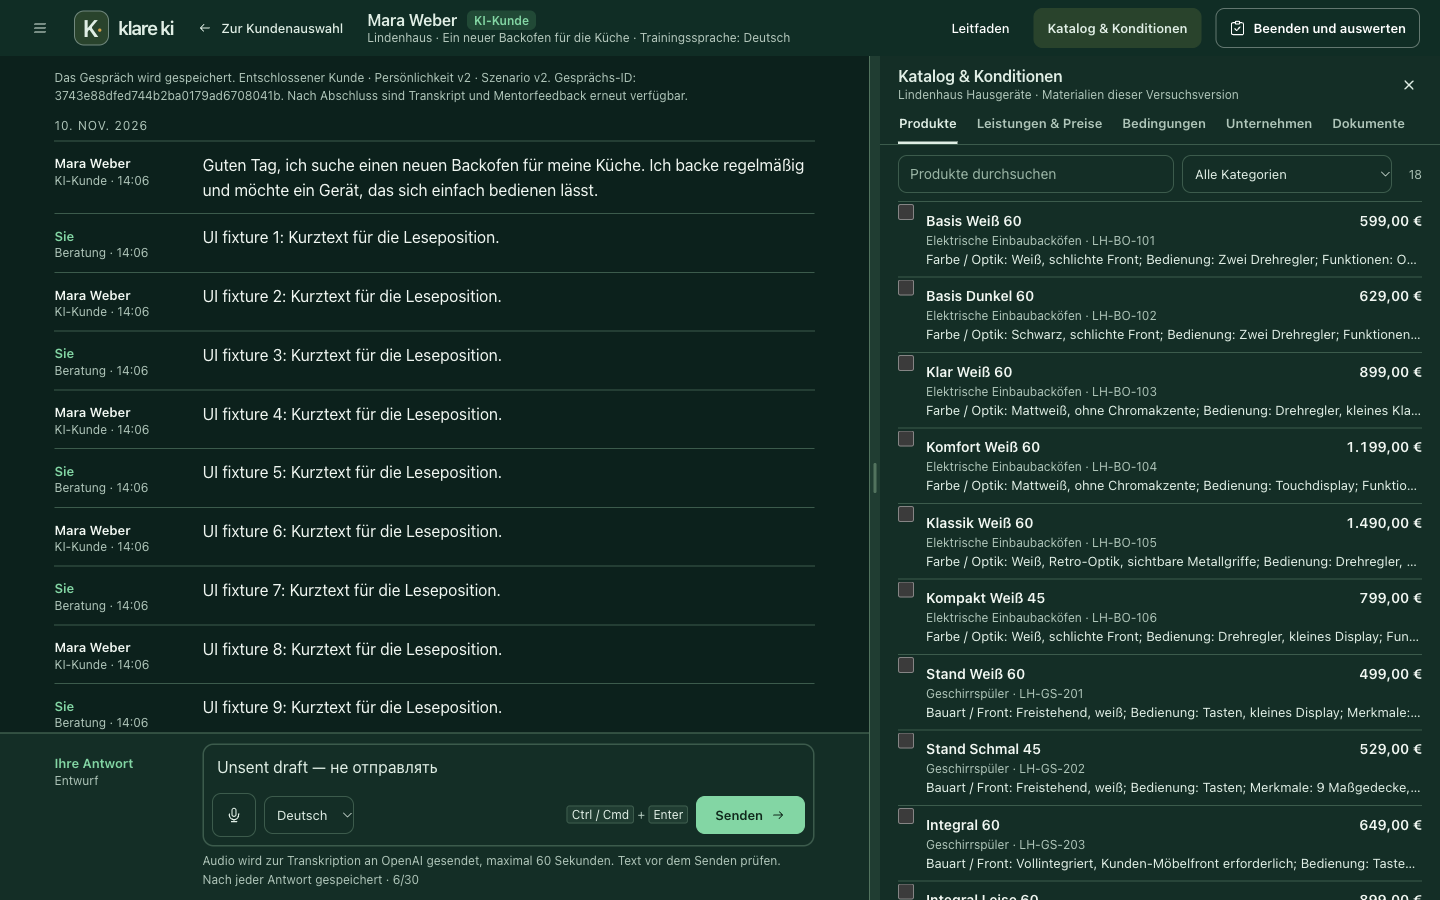 K.
klare ki
← Zur Kundenauswahl
Mara Weber KI-Kunde
Lindenhaus · Ein neuer Backofen für die Küche · Trainingssprache: Deutsch
Leitfaden
Katalog & Konditionen
Beenden und auswerten
Das Gespräch wird gespeichert. Entschlossener Kunde · Persönlichkeit v2 · Szenario v2. Gesprächs-ID:
3743e88dfed744b2ba0179ad6708041b. Nach Abschluss sind Transkript und Mentorfeedback erneut verfügbar.
10. NOV. 2026
Mara Weber
KI-Kunde · 14:06
Guten Tag, ich suche einen neuen Backofen für meine Küche. Ich backe regelmäßig
und möchte ein Gerät, das sich einfach bedienen lässt.
Sie
Beratung · 14:06
UI fixture 1: Kurztext für die Leseposition.
Mara Weber
KI-Kunde · 14:06
UI fixture 2: Kurztext für die Leseposition.
Sie
Beratung · 14:06
UI fixture 3: Kurztext für die Leseposition.
Mara Weber
KI-Kunde · 14:06
UI fixture 4: Kurztext für die Leseposition.
Sie
Beratung · 14:06
UI fixture 5: Kurztext für die Leseposition.
Mara Weber
KI-Kunde · 14:06
UI fixture 6: Kurztext für die Leseposition.
Sie
Beratung · 14:06
UI fixture 7: Kurztext für die Leseposition.
Mara Weber
KI-Kunde · 14:06
UI fixture 8: Kurztext für die Leseposition.
Sie
Beratung · 14:06
UI fixture 9: Kurztext für die Leseposition.
Ihre Antwort
Entwurf
Unsent draft — не отправлять
Deutsch
Ctrl / Cmd + Enter
Senden →
Audio wird zur Transkription an OpenAI gesendet, maximal 60 Sekunden. Text vor dem Senden prüfen.
Nach jeder Antwort gespeichert · 6/30
Katalog & Konditionen
Lindenhaus Hausgeräte · Materialien dieser Versuchsversion
Produkte Leistungen & Preise Bedingungen Unternehmen Dokumente
Produkte durchsuchen
Alle Kategorien
18
Basis Weiß 60 599,00 €
Elektrische Einbaubacköfen · LH-BO-101
Farbe / Optik: Weiß, schlichte Front; Bedienung: Zwei Drehregler; Funktionen: O...
Basis Dunkel 60 629,00 €
Elektrische Einbaubacköfen · LH-BO-102
Farbe / Optik: Schwarz, schlichte Front; Bedienung: Zwei Drehregler; Funktionen...
Klar Weiß 60 899,00 €
Elektrische Einbaubacköfen · LH-BO-103
Farbe / Optik: Mattweiß, ohne Chromakzente; Bedienung: Drehregler, kleines Kla...
Komfort Weiß 60 1.199,00 €
Elektrische Einbaubacköfen · LH-BO-104
Farbe / Optik: Mattweiß, ohne Chromakzente; Bedienung: Touchdisplay; Funktio...
Klassik Weiß 60 1.490,00 €
Elektrische Einbaubacköfen · LH-BO-105
Farbe / Optik: Weiß, Retro-Optik, sichtbare Metallgriffe; Bedienung: Drehregler, ...
Kompakt Weiß 45 799,00 €
Elektrische Einbaubacköfen · LH-BO-106
Farbe / Optik: Weiß, schlichte Front; Bedienung: Drehregler, kleines Display; Fun...
Stand Weiß 60 499,00 €
Geschirrspüler · LH-GS-201
Bauart / Front: Freistehend, weiß; Bedienung: Tasten, kleines Display; Merkmale:...
Stand Schmal 45 529,00 €
Geschirrspüler · LH-GS-202
Bauart / Front: Freistehend, weiß; Bedienung: Tasten; Merkmale: 9 Maßgedecke,...
Integral 60 649,00 €
Geschirrspüler · LH-GS-203
Bauart / Front: Vollintegriert, Kunden-Möbelfront erforderlich; Bedienung: Taste...
Integral Leise 60 899,00 €